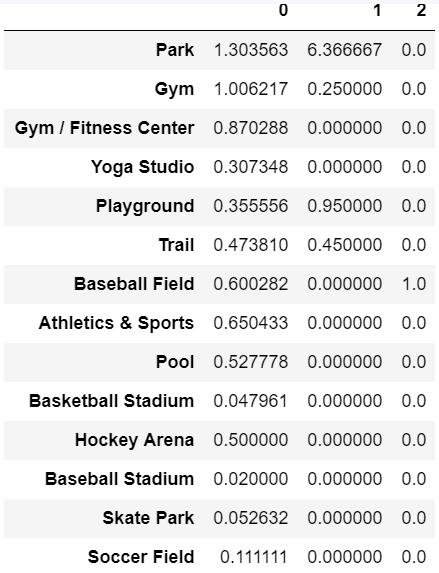 0 1 2
Park 1.303563 6.366667 0.0
Gym 1.006217 0.250000 0.0
Gym / Fitness Center 0.870288 0.000000 0.0
Yoga Studio 0.307348 0.000000 0.0
Playground 0.355556 0.950000 0.0
Trail 0.473810 0.450000 0.0
Baseball Field 0.600282 0.000000 1.0
Athletics & Sports 0.650433 0.000000 0.0
Pool 0.527778 0.000000 0.0
Basketball Stadium 0.047961 0.000000 0.0
Hockey Arena 0.500000 0.000000 0.0
Baseball Stadium 0.020000 0.000000 0.0
Skate Park 0.052632 0.000000 0.0
Soccer Field 0.111111 0.000000 0.0